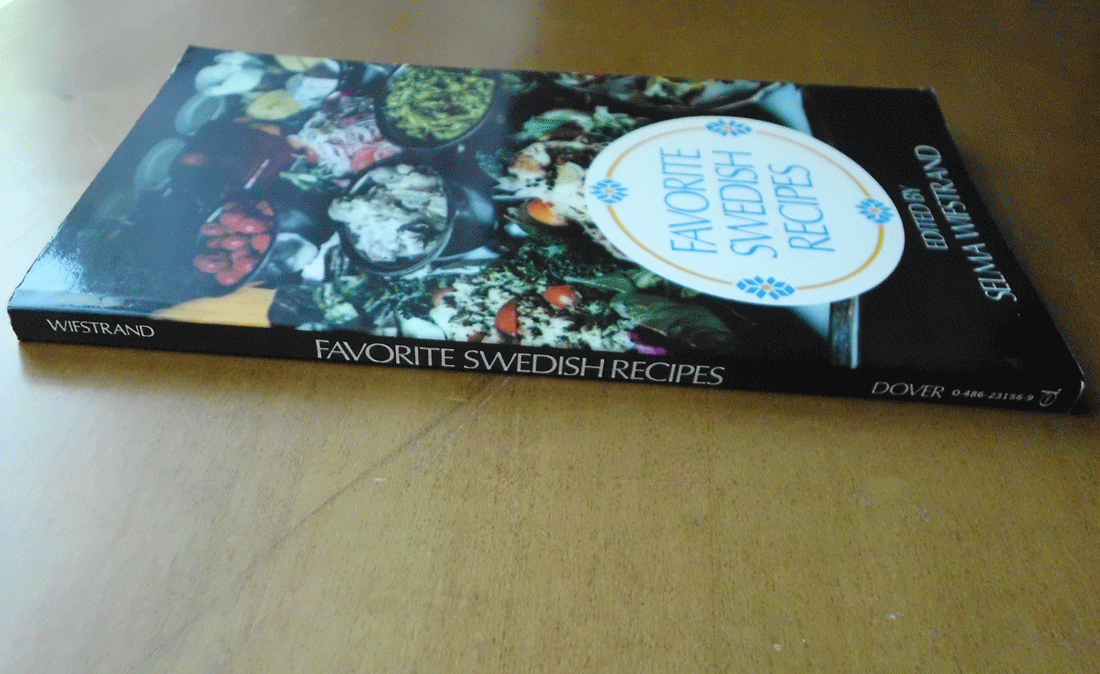 FAVORITE
SWEDISH
RECIPES
EDITED BY
SELMA WIFSTRAND
WIFSTRAND
FAVORITE SWEDISH RECIPES
DOVER 0-486-23156-9